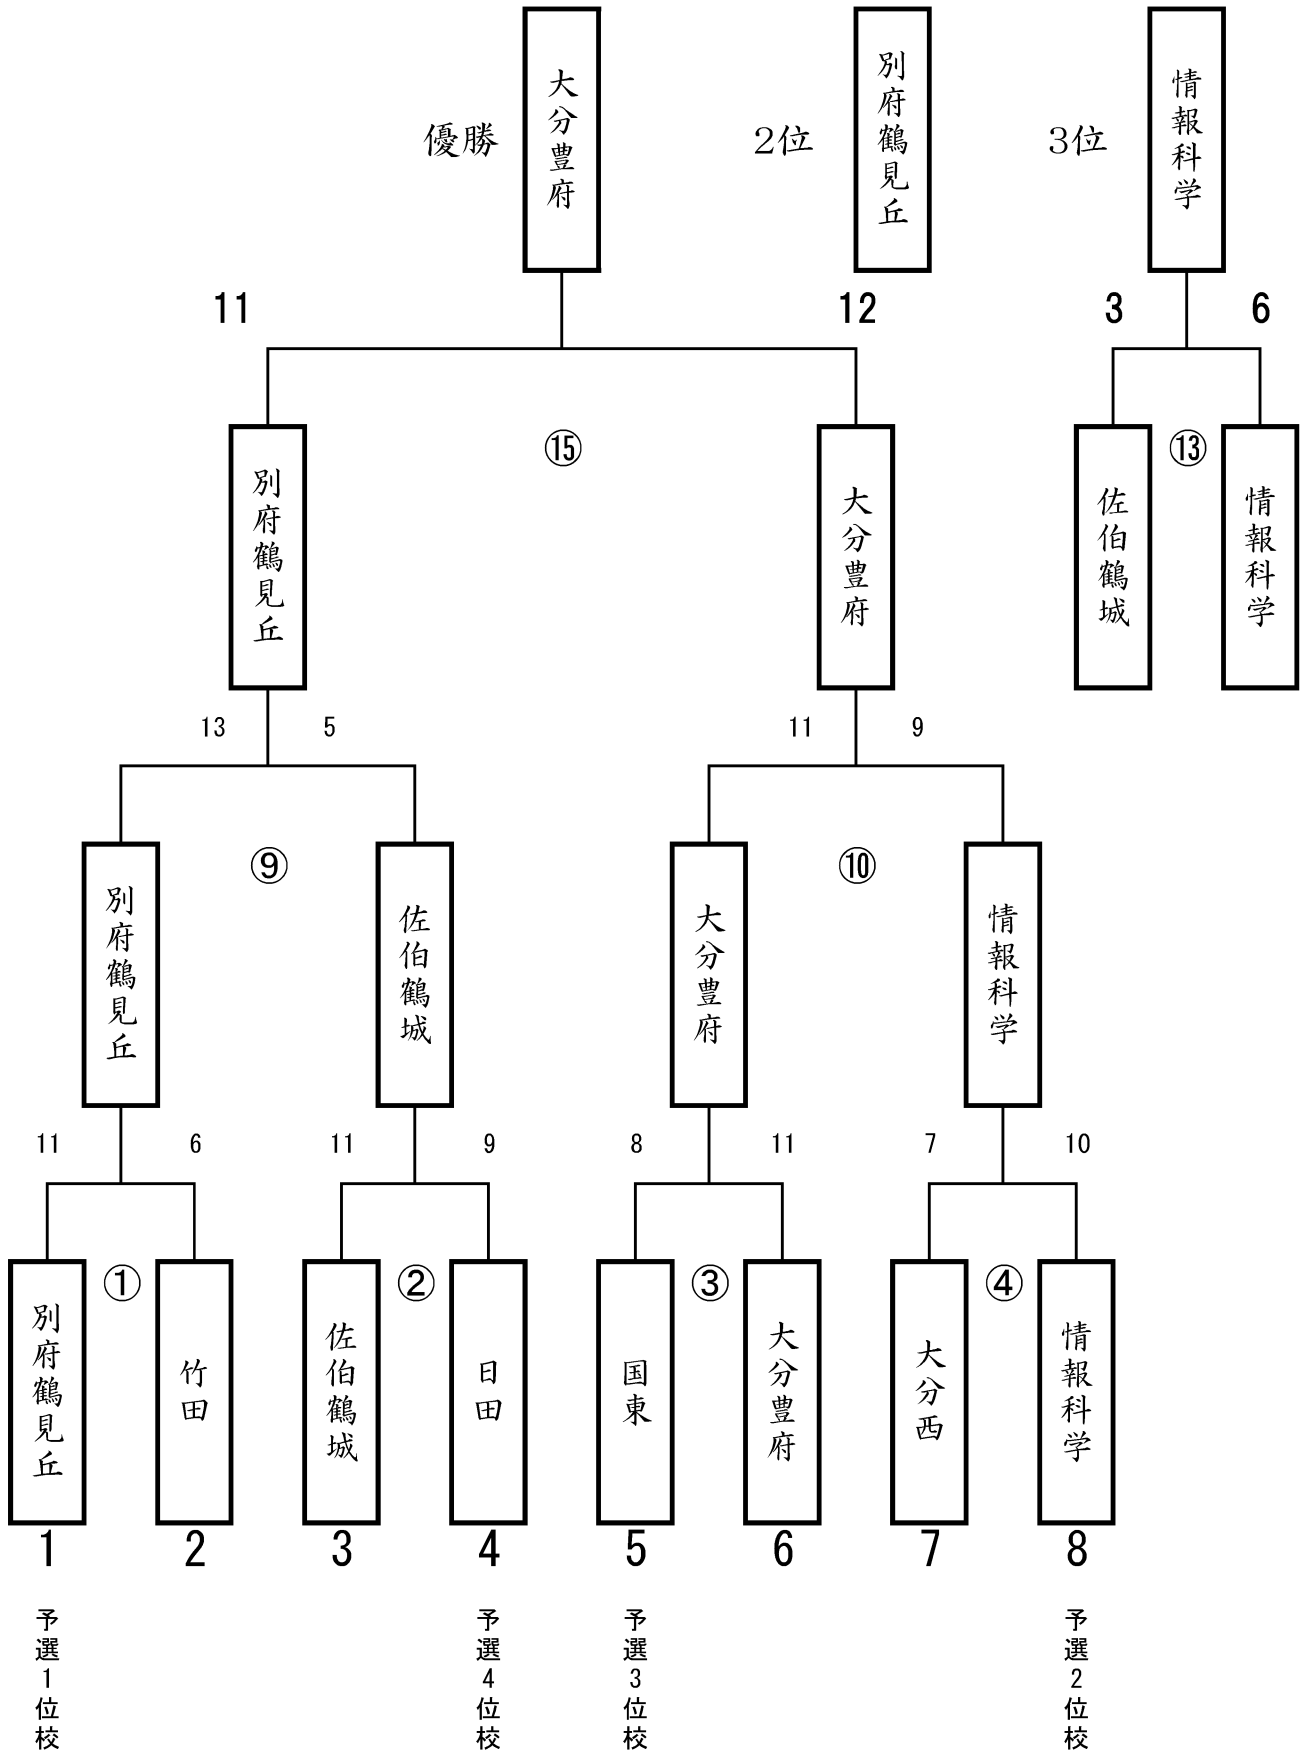 優勝
大分豊府
2位
別府鶴見丘
3位
情報科学
11
12
3
6
別府鶴見丘
⑮
大分豊府
佐伯鶴城
⑬
情報科学
13
5
11
9
別府鶴見丘
⑨
佐伯鶴城
大分豊府
⑩
情報科学
11
6
11
9
8
11
7
10
別府鶴見丘
①
竹田
佐伯鶴城
②
日田
国東
③
大分豊府
大分西
④
情報科学
1
2
3
4
5
6
7
8
予選1位校
予選4位校
予選3位校
予選2位校